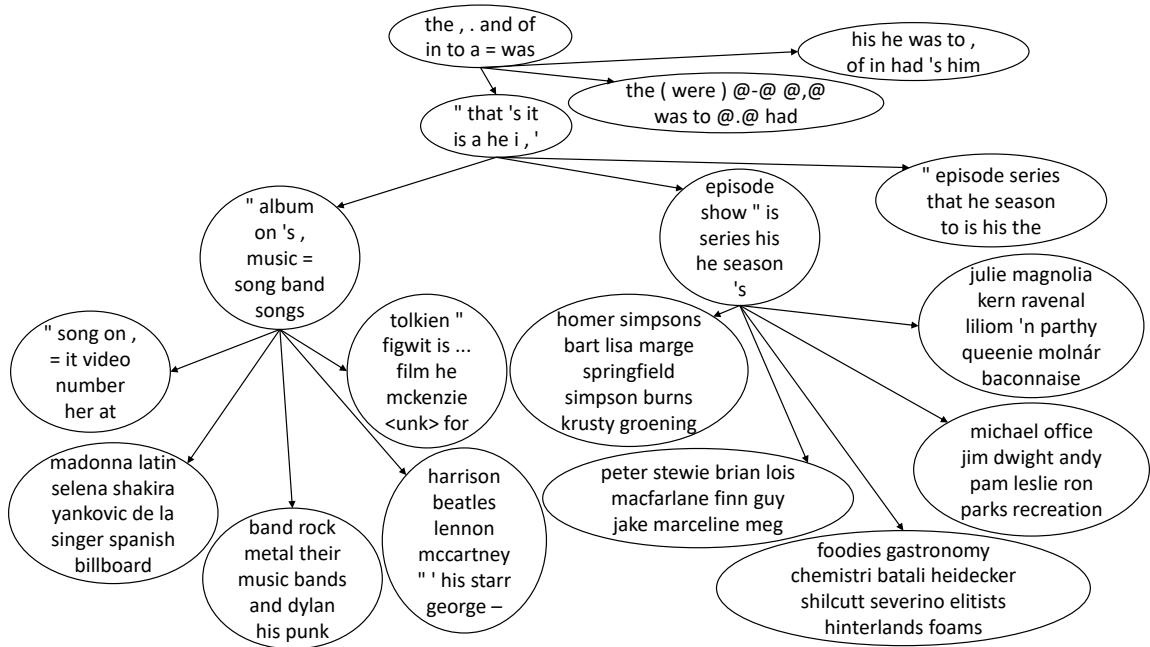 the , . and of
in to a = was
his he was to ,
of in had 's him
the ( were ) @-@ @,@
was to @.@ had
" that 's it
is a he i , '
" album
on 's ,
music =
song band
songs
episode
show " is
series his
he season
's
" episode series
that he season
to is his the
" song on ,
= it video
number
her at
madonna latin
selena shakira
yankovic de la
singer spanish
billboard
band rock
metal their
music bands
and dylan
his punk
harrison
beatles
lennon
mccartney
" ' his starr
george –
tolkien "
figwit is ...
film he
mckenzie
<unk> for
homer simpsons
bart lisa marge
springfield
simpson burns
krusty groening
peter stewie brian lois
macfarlane finn guy
jake marceline meg
foodies gastronomy
chemistri batali heidecker
shilcutt severino elitists
hinterlands foams
michael office
jim dwight andy
pam leslie ron
parks recreation
julie magnolia
kern ravenal
liliom 'n parthy
queenie molnár
baconnaise